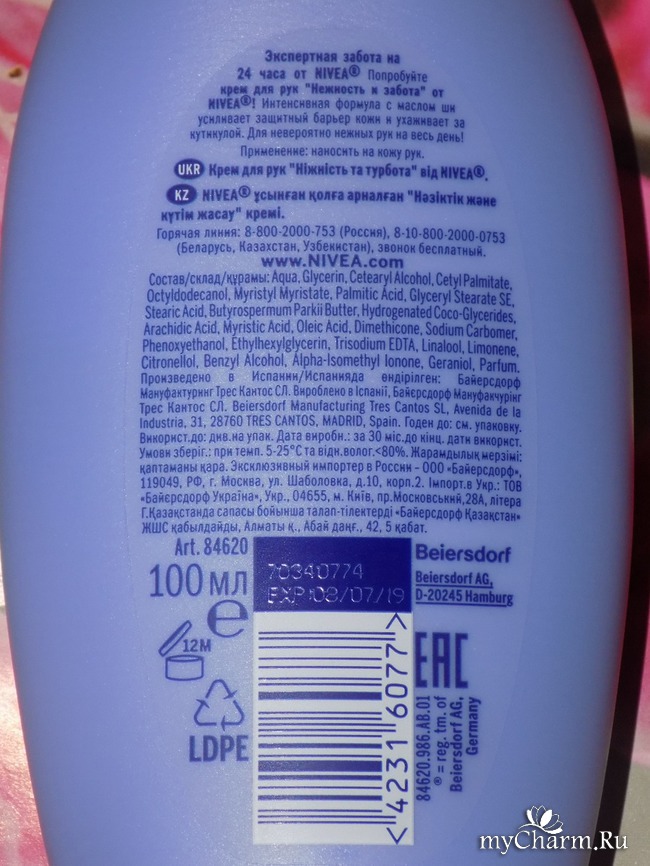 Экспертная забота на
24 часа от NIVEA® Попробуйте
крем для рук "Нежность и забота" от
NIVEA®! Интенсивная формула с маслом ши
усиливает защитный барьер кожи и ухаживает за
кутикулой. Для невероятно нежных рук на весь день!
Применение: наносить на кожу рук.
UKR Крем для рук "Ніжність та турбота" від NIVEA®.
KZ NIVEA® ұсынған қолға арналған "Нәзіктік және
күтім жасау" кремі.
Горячая линия: 8-800-2000-753 (Россия), 8-10-800-2000-0753
(Беларусь, Казахстан, Узбекистан), звонок бесплатный.
www.NIVEA.com
Состав/склад/құрамы: Aqua, Glycerin, Cetearyl Alcohol, Cetyl Palmitate,
Octyldodecanol, Myristyl Myristate, Palmitic Acid, Glyceryl Stearate SE,
Stearic Acid, Butyrospermum Parkii Butter, Hydrogenated Coco-Glycerides,
Arachidic Acid, Myristic Acid, Oleic Acid, Dimethicone, Sodium Carbomer,
Phenoxyethanol, Ethylhexylglycerin, Trisodium EDTA, Linalool, Limonene,
Citronellol, Benzyl Alcohol, Alpha-Isomethyl Ionone, Geraniol, Parfum.
Произведено в Испании/Испанияда өндірілген: Байерсдорф
Мануфактуринг Трес Кантос СЛ. Вироблено в Іспанії, Байєрсдорф Мануфакчурінг
Трес Кантос СЛ. Beiersdorf Manufacturing Tres Cantos SL, Avenida de la
Industria, 31, 28760 TRES CANTOS, MADRID, Spain. Годен до: см. упаковку.
Використ.до: див.на упак. Дата виробн.: за 30 міс.до кінц. дати використ.
Умови зберіг.: при темп. 5-25°С та відн.волог.<80%. Жарамдылық мерзімі:
қаптаманы қара. Эксклюзивный импортер в России - ООО «Байерсдорф»,
119049, РФ, г. Москва, ул. Шаболовка, д.10, корп.2. Імпорт.в Укр.: ТОВ
«Байєрсдорф Україна», Укр., 04655, м. Київ, пр.Московський,28А, літера
Г.Қазақстанда сапасы бойынша талап-тілектерді «Байерсдорф Казахстан»
ЖШС қабылдайды, Алматы қ., Абай даңғ., 42, 5 қабат.
Art. 84620
100 МЛ
e
70340774
EXP:08/07/19
Beiersdorf
Beiersdorf AG,
D-20245 Hamburg
12M
LDPE
<42316077>
EAC
84620.986.AB.01
® = reg. tm. of
Beiersdorf AG,
Germany
myCharm.Ru